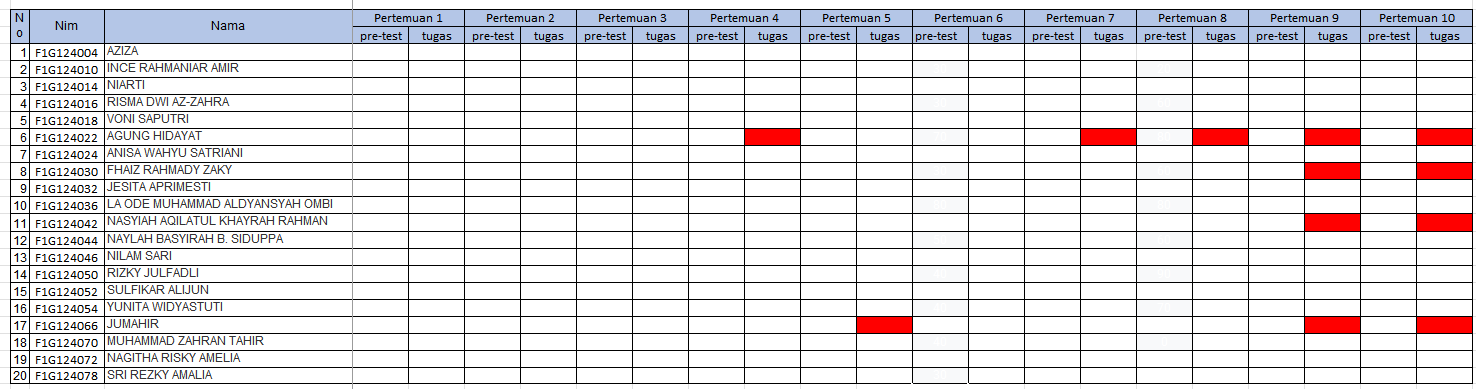 No Nim Nama Pertemuan 1 Pertemuan 2 Pertemuan 3 Pertemuan 4 Pertemuan 5 Pertemuan 6 Pertemuan 7 Pertemuan 8 Pertemuan 9 Pertemuan 10
pre-test tugas pre-test tugas pre-test tugas pre-test tugas pre-test tugas pre-test tugas pre-test tugas pre-test tugas pre-test tugas pre-test tugas
1 F1G124004 AZIZA
2 F1G124010 INCE RAHMANIAR AMIR
3 F1G124014 NIARTI
4 F1G124016 RISMA DWI AZ-ZAHRA
5 F1G124018 VONI SAPUTRI
6 F1G124022 AGUNG HIDAYAT
7 F1G124024 ANISA WAHYU SATRIANI
8 F1G124030 FHAIZ RAHMADY ZAKY
9 F1G124032 JESITA APRIMESTI
10 F1G124036 LA ODE MUHAMMAD ALDYANSYAH OMBI
11 F1G124042 NASYIAH AQILATUL KHAYRAH RAHMAN
12 F1G124044 NAYLAH BASYIRAH B. SIDUPPA
13 F1G124046 NILAM SARI
14 F1G124050 RIZKY JULFADLI
15 F1G124052 SULFIKAR ALIJUN
16 F1G124054 YUNITA WIDYASTUTI
17 F1G124066 JUMAHIR
18 F1G124070 MUHAMMAD ZAHRAN TAHIR
19 F1G124072 NAGITHA RISKY AMELIA
20 F1G124078 SRI REZKY AMALIA